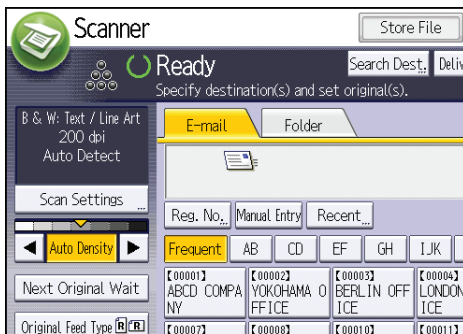 Scanner
Store File
Ready
Search Dest.
Specify destination(s) and set original(s).
B & W: Text / Line Art
200 dpi
Auto Detect
E-mail
Folder
Scan Settings
Reg. No.
Manual Entry
Recent
Auto Density
Frequent
AB
CD
EF
GH
IJK
Next Original Wait
[00001]
ABCD COMPA
NY
[00002]
YOKOHAMA O
FFICE
[00003]
BERLIN OFF
ICE
[00004]
LONDON
ICE
Original Feed Type
[00007]
[00008]
[00010]
[00011]